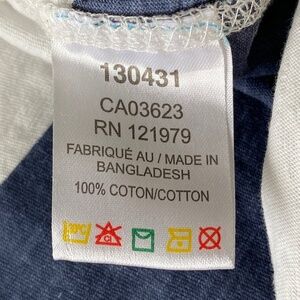 130431
CA03623
RN 121979
FABRIQUÉ AU / MADE IN
BANGLADESH
100% COTON/COTTON